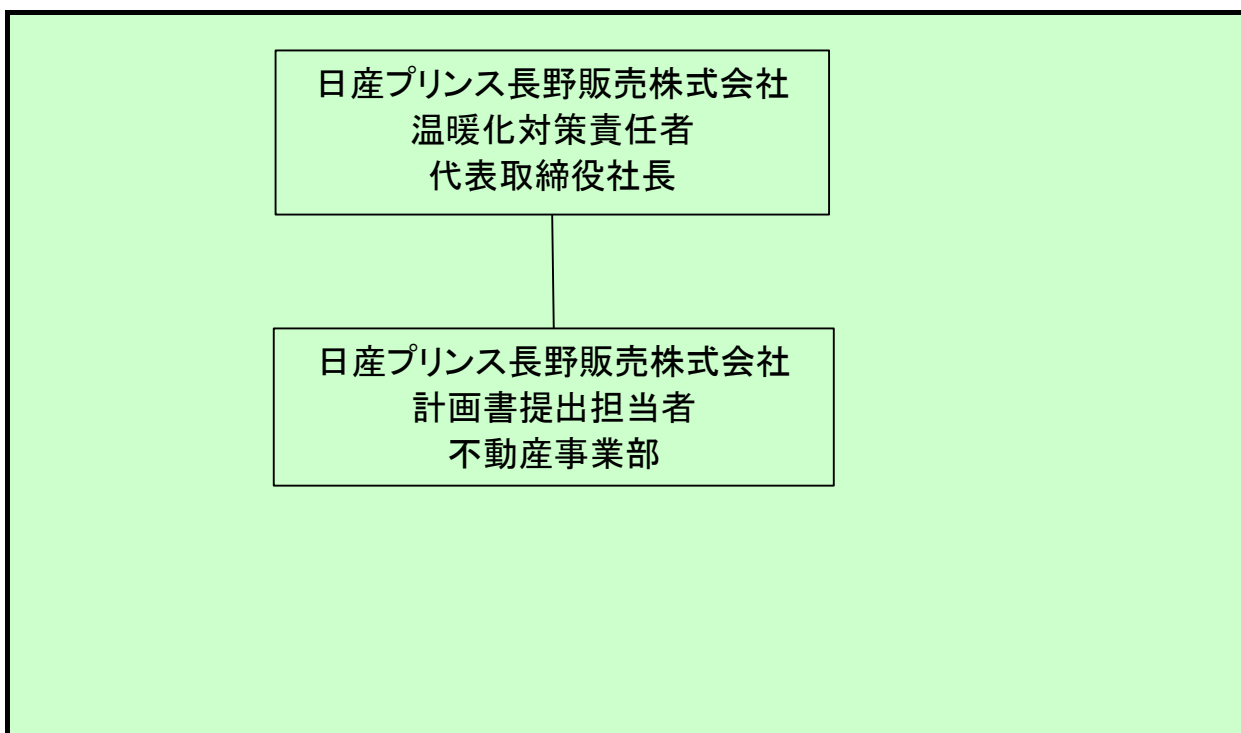 日産プリンス長野販売株式会社
温暖化対策責任者
代表取締役社長
日産プリンス長野販売株式会社
計画書提出担当者
不動産事業部